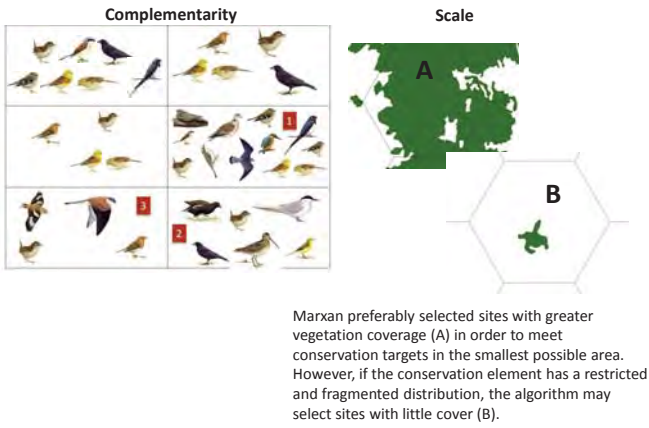 Complementarity
Scale
A
1
3
2
B
Marxan preferably selected sites with greater
vegetation coverage (A) in order to meet
conservation targets in the smallest possible area.
However, if the conservation element has a restricted
and fragmented distribution, the algorithm may
select sites with little cover (B).